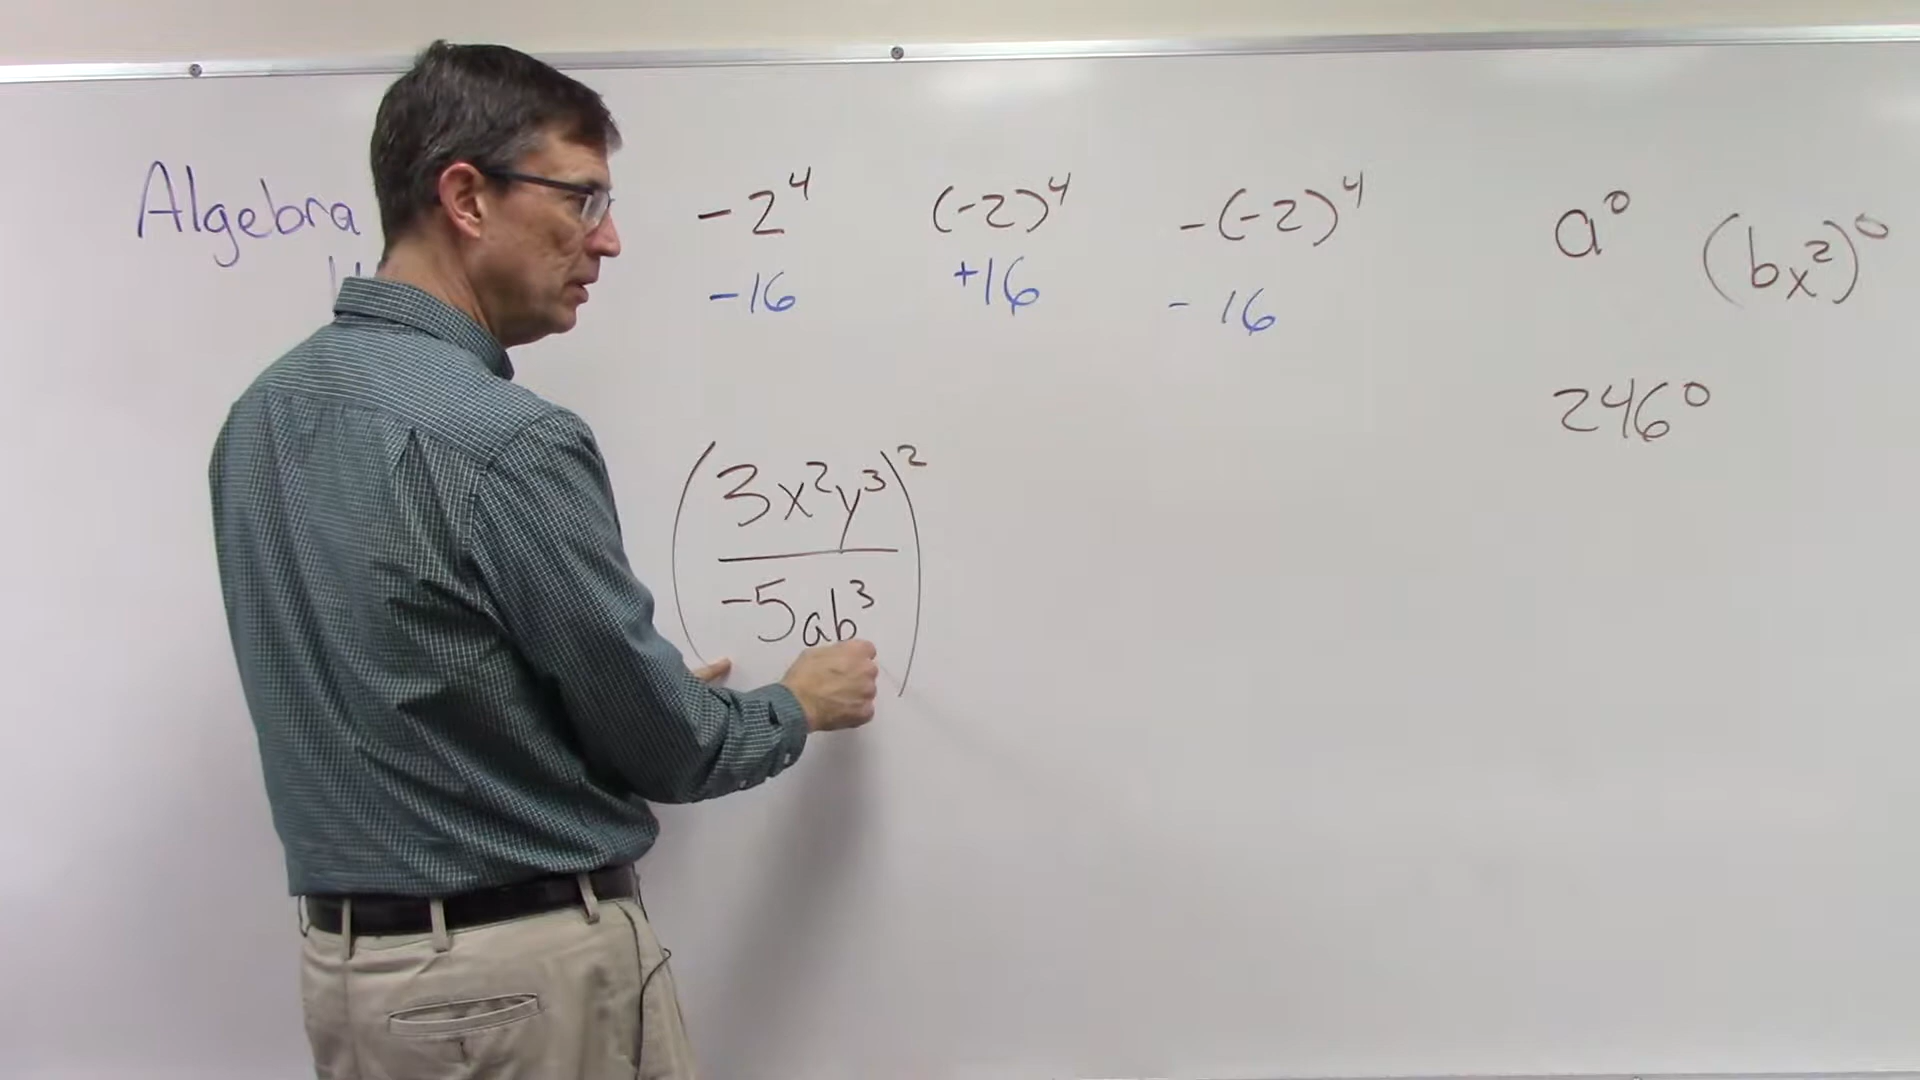 Algebra
-2⁴ (-2)⁴ -(-2)⁴ a⁰ (bx²)⁰
-16 +16 - 16
246⁰
(3x²y³)²
-5ab³